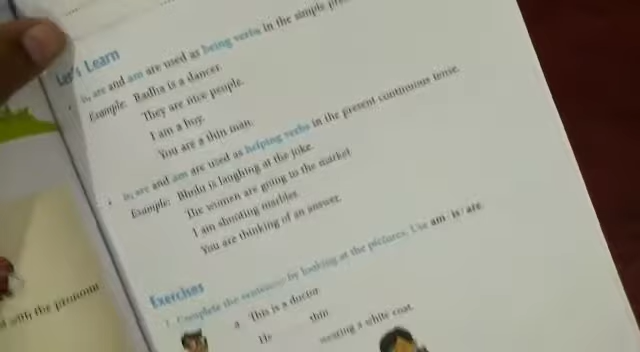 Let's Learn
Is, are and am are used as being verbs in the simple
Example: Radha is a dancer.
They are nice people.
I am a boy.
You are a thin man.
Is, are and am are used as helping verbs in the present continuous tense.
Example: Bholu is laughing at the joke.
The women are going to the market
I am shooting marbles.
You are thinking of an answer.
Exercises
1. Complete the sentences by looking at the pictures. Use am / is / are.
a This is a doctor.
He thin
wearing a white coat.
with the pronoun